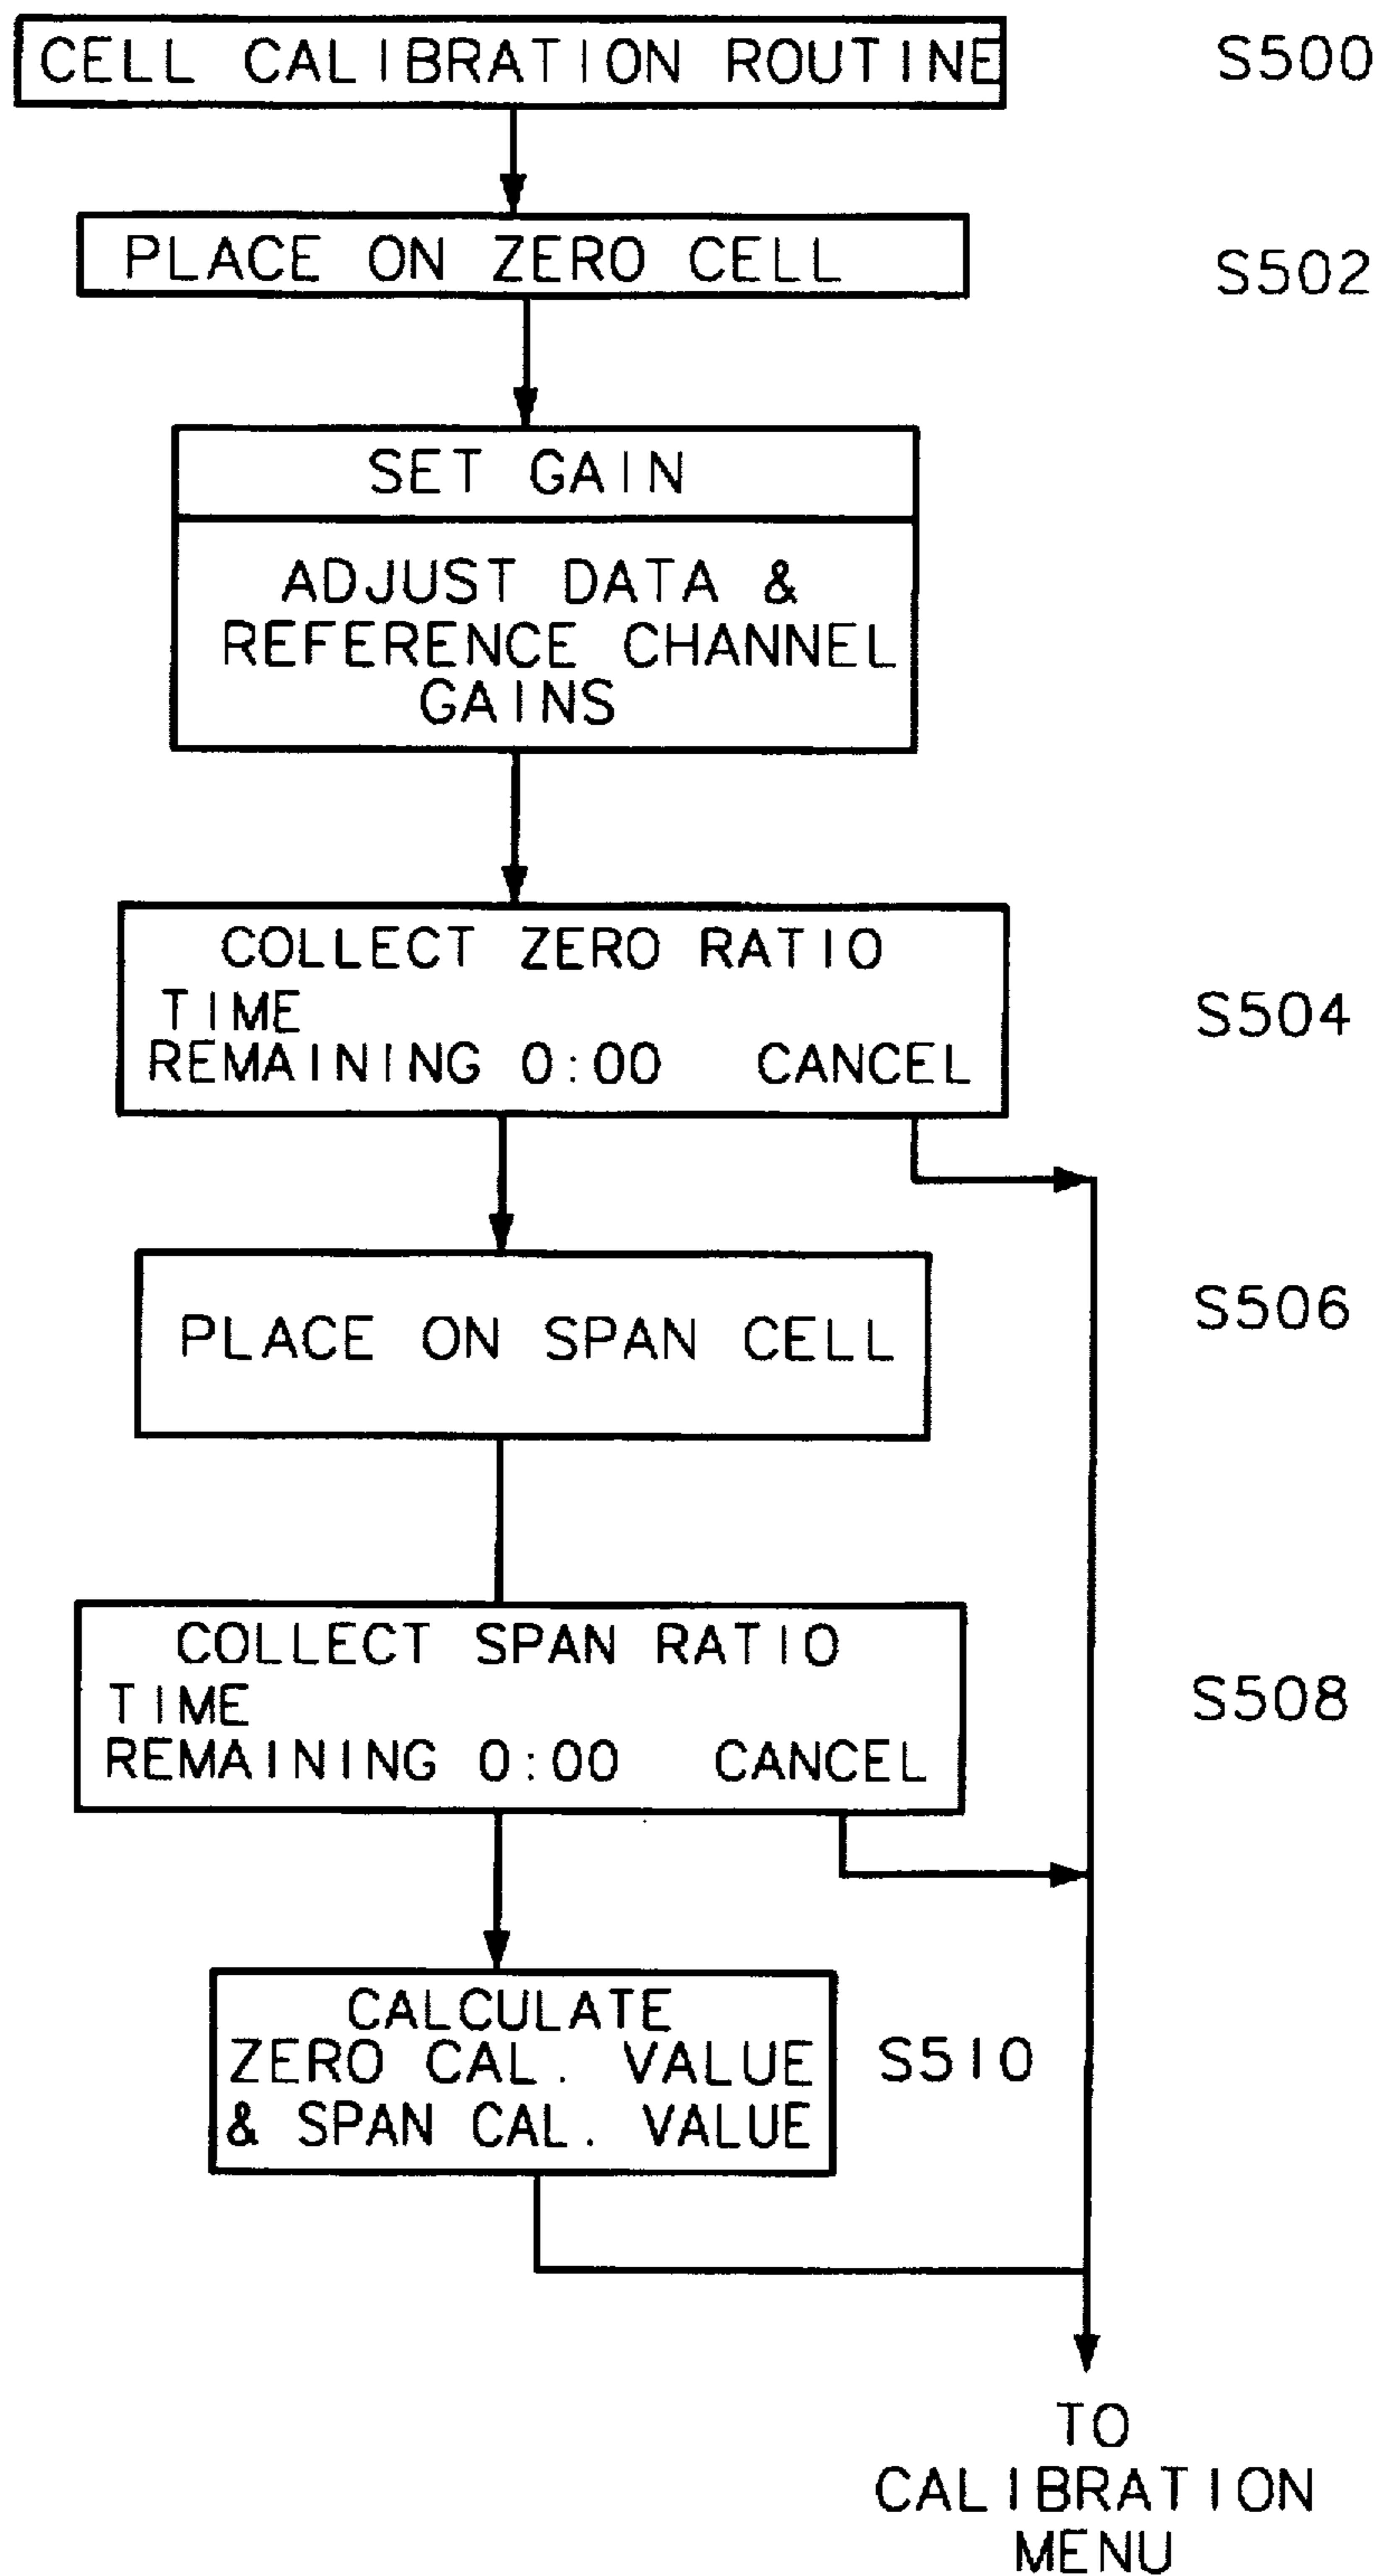 CELL CALIBRATION ROUTINE S500
PLACE ON ZERO CELL S502
SET GAIN
ADJUST DATA &
REFERENCE CHANNEL
GAINS
COLLECT ZERO RATIO
TIME S504
REMAINING 0:00 CANCEL
PLACE ON SPAN CELL S506
COLLECT SPAN RATIO
TIME S508
REMAINING 0:00 CANCEL
CALCULATE
ZERO CAL. VALUE S510
& SPAN CAL. VALUE
TO
CALIBRATION
MENU